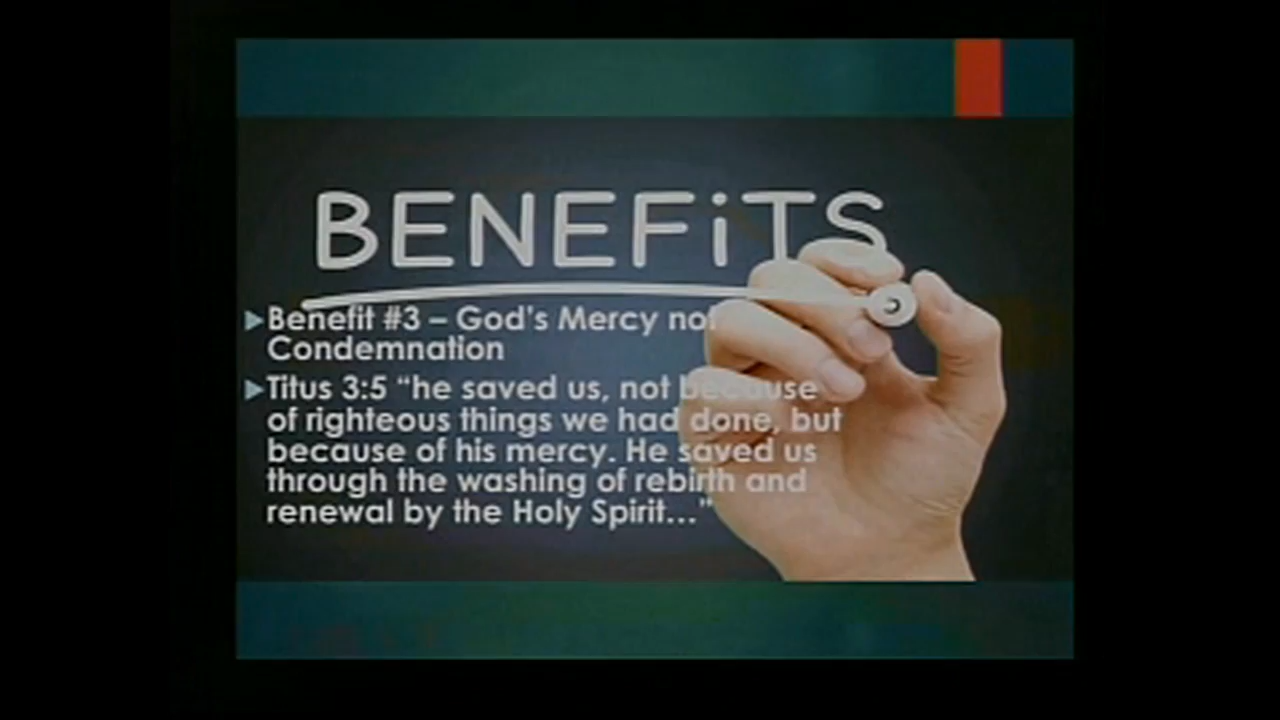 BENEFiTS
Benefit #3 – God's Mercy not
Condemnation
Titus 3:5 “he saved us, not because
of righteous things we had done, but
because of his mercy. He saved us
through the washing of rebirth and
renewal by the Holy Spirit...”